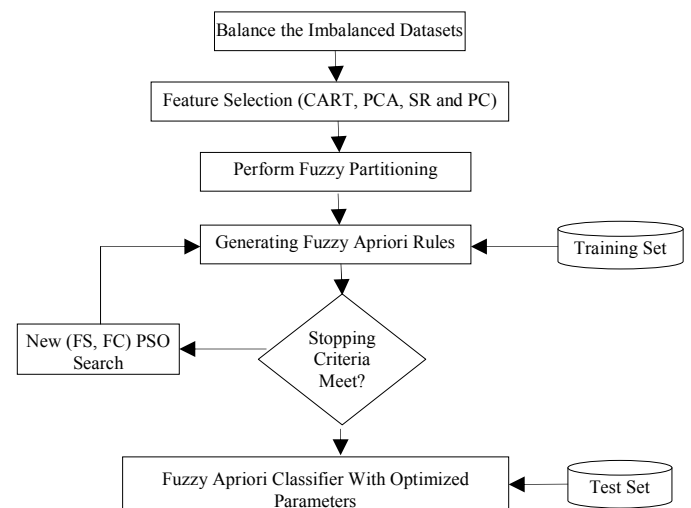 Balance the Imbalanced Datasets
Feature Selection (CART, PCA, SR and PC)
Perform Fuzzy Partitioning
Generating Fuzzy Apriori Rules
Training Set
New (FS, FC) PSO
Search
Stopping
Criteria
Meet?
Fuzzy Apriori Classifier With Optimized
Parameters
Test Set